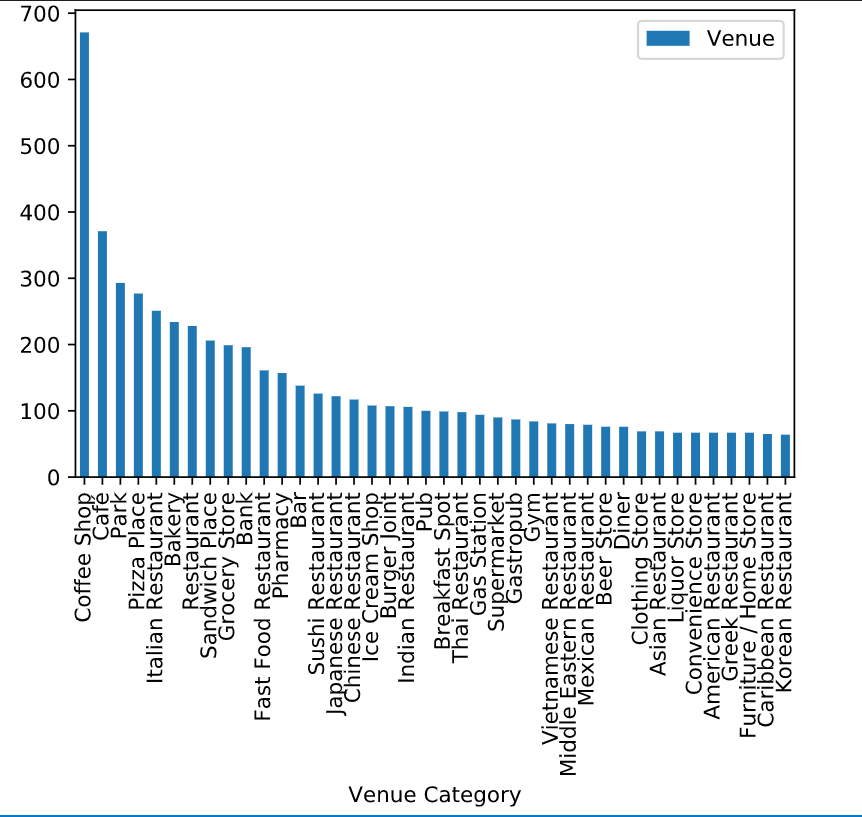 700
600
500
400
300
200
100
0
Venue
Coffee Shop
Café
Park
Pizza Place
Italian Restaurant
Bakery
Restaurant
Sandwich Place
Grocery Store
Bank
Fast Food Restaurant
Pharmacy
Bar
Sushi Restaurant
Japanese Restaurant
Chinese Restaurant
Ice Cream Shop
Burger Joint
Indian Restaurant
Pub
Breakfast Spot
Thai Restaurant
Gas Station
Supermarket
Gastropub
Gym
Vietnamese Restaurant
Middle Eastern Restaurant
Mexican Restaurant
Beer Store
Diner
Clothing Store
Asian Restaurant
Liquor Store
Convenience Store
American Restaurant
Greek Restaurant
Furniture / Home Store
Caribbean Restaurant
Korean Restaurant
Venue Category